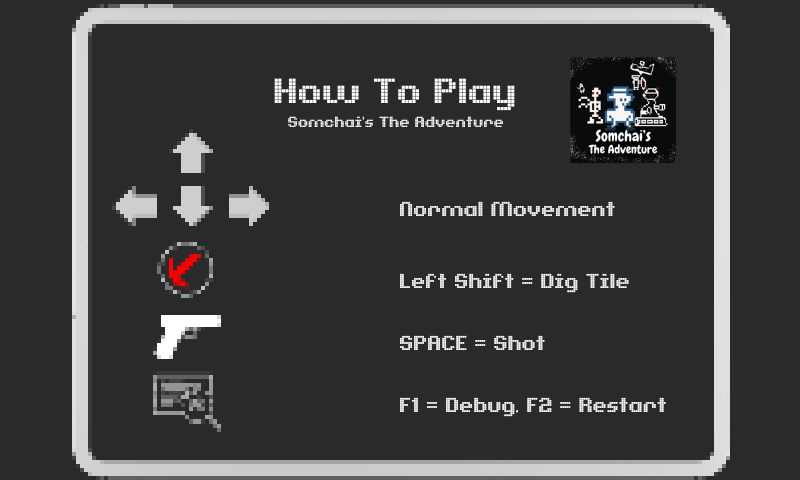 How To Play
Somchai's The Adventure
Somchai's
The Adventure
Normal Movement
Left Shift = Dig Tile
SPACE = Shot
F1 = Debug, F2 = Restart